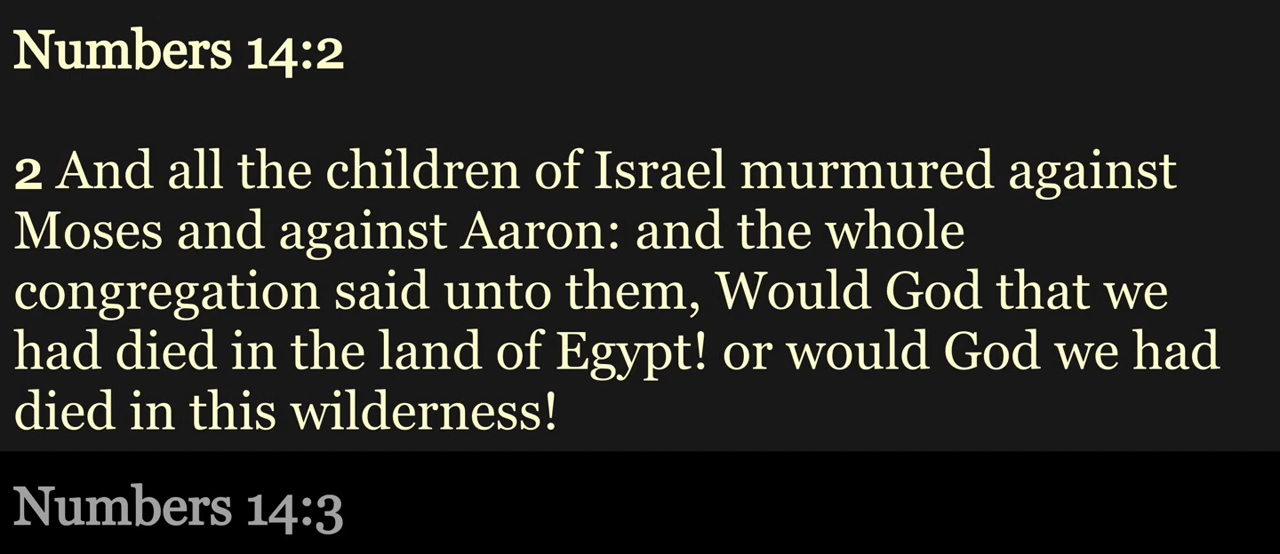 Numbers 14:2
2 And all the children of Israel murmured against
Moses and against Aaron: and the whole
congregation said unto them, Would God that we
had died in the land of Egypt! or would God we had
died in this wilderness!
Numbers 14:3